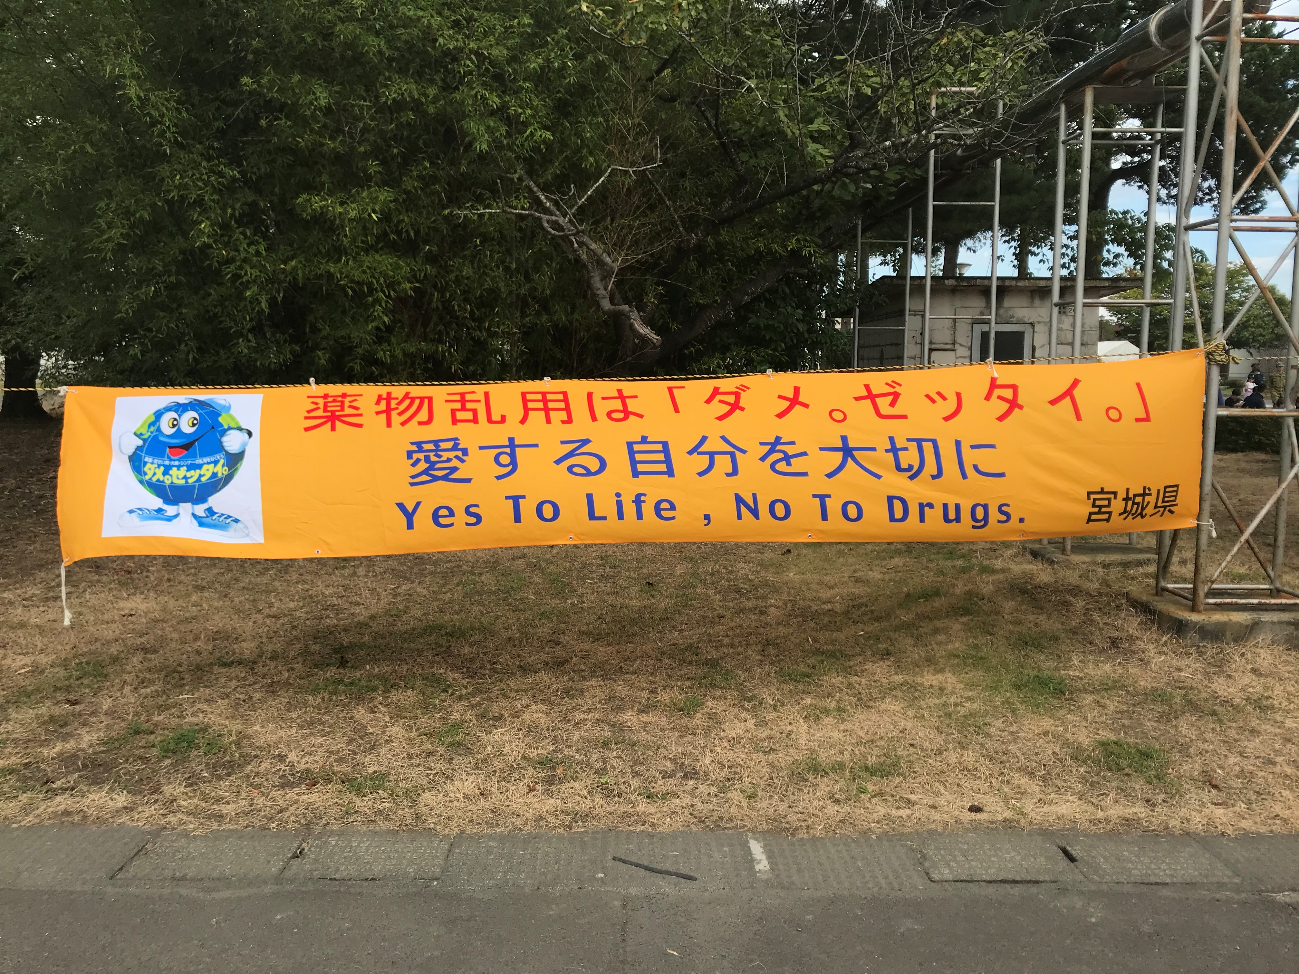 薬物乱用は「ダメ。ゼッタイ。」
愛する自分を大切に
Yes To Life , No To Drugs.
宮城県
ダメ。ゼッタイ。